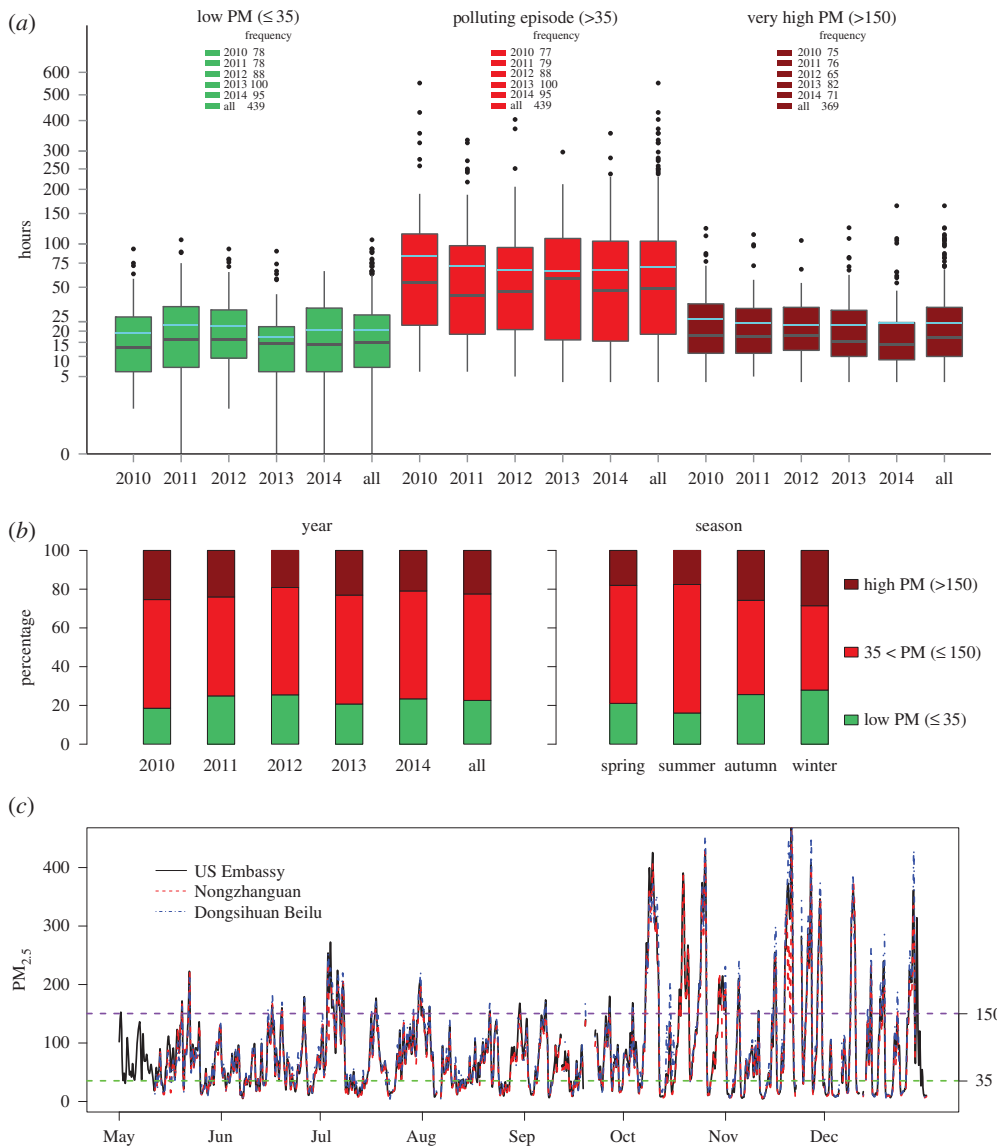 (a)
low PM (≤ 35)
polluting episode (>35)
very high PM (>150)
frequency
2010 78
2011 78
2012 88
2013 100
2014 95
all 439
frequency
2010 77
2011 79
2012 88
2013 100
2014 95
all 439
frequency
2010 75
2011 76
2012 65
2013 82
2014 71
all 369
hours
600
500
400
300
250
200
150
100
75
50
25
20
15
10
5
0
2010 2011 2012 2013 2014 all 2010 2011 2012 2013 2014 all 2010 2011 2012 2013 2014 all
(b)
year
season
percentage
100
80
60
40
20
0
2010 2011 2012 2013 2014 all
spring summer autumn winter
high PM (>150)
35 < PM (≤ 150)
low PM (≤ 35)
(c)
US Embassy
Nongzhanguan
Dongsihuan Beilu
PM2.5
400
300
200
100
0
150
35
May Jun Jul Aug Sep Oct Nov Dec